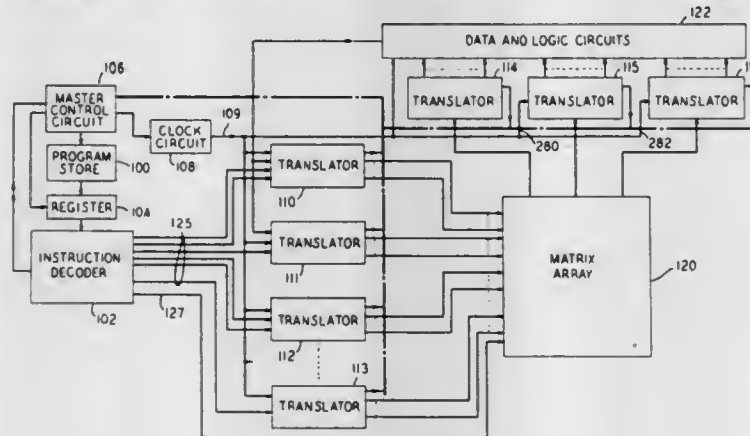 122
DATA AND LOGIC CIRCUITS
106
MASTER
CONTROL
CIRCUIT
114
TRANSLATOR
115
TRANSLATOR
TRANSLATOR
109
CLOCK
CIRCUIT
108
280
282
PROGRAM
STORE
100
TRANSLATOR
110
REGISTER
104
125
INSTRUCTION
DECODER
102
127
TRANSLATOR
111
MATRIX
ARRAY
120
TRANSLATOR
112
113
TRANSLATOR